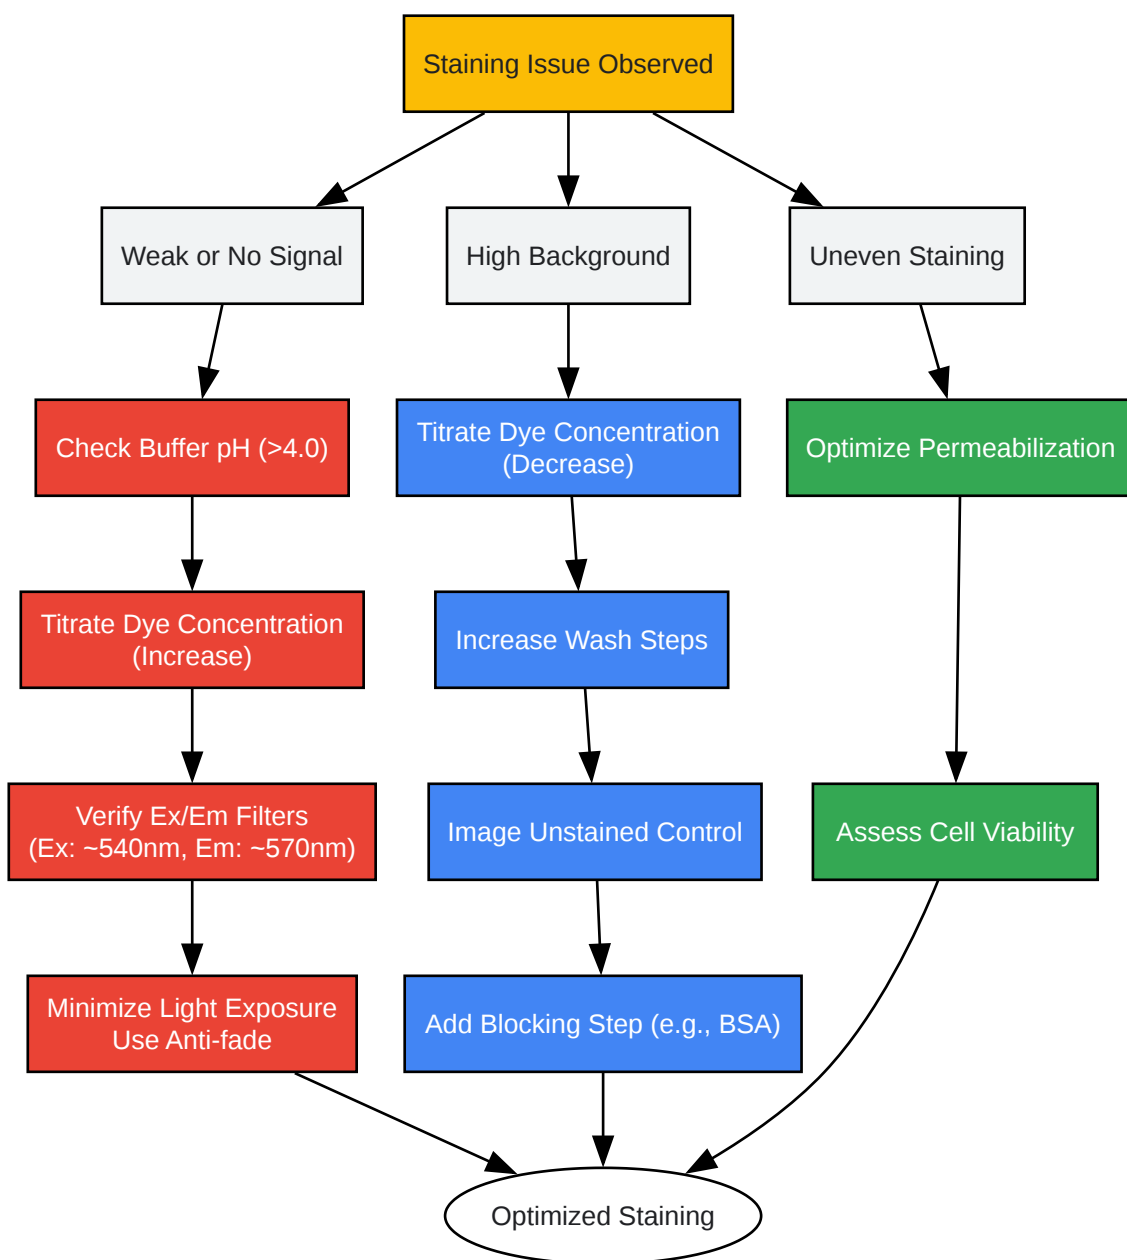 Staining Issue Observed
Weak or No Signal
High Background
Uneven Staining
Check Buffer pH (>4.0)
Titrate Dye Concentration
(Decrease)
Optimize Permeabilization
Titrate Dye Concentration
(Increase)
Increase Wash Steps
Verify Ex/Em Filters
(Ex: ~540nm, Em: ~570nm)
Image Unstained Control
Assess Cell Viability
Minimize Light Exposure
Use Anti-fade
Add Blocking Step (e.g., BSA)
Optimized Staining